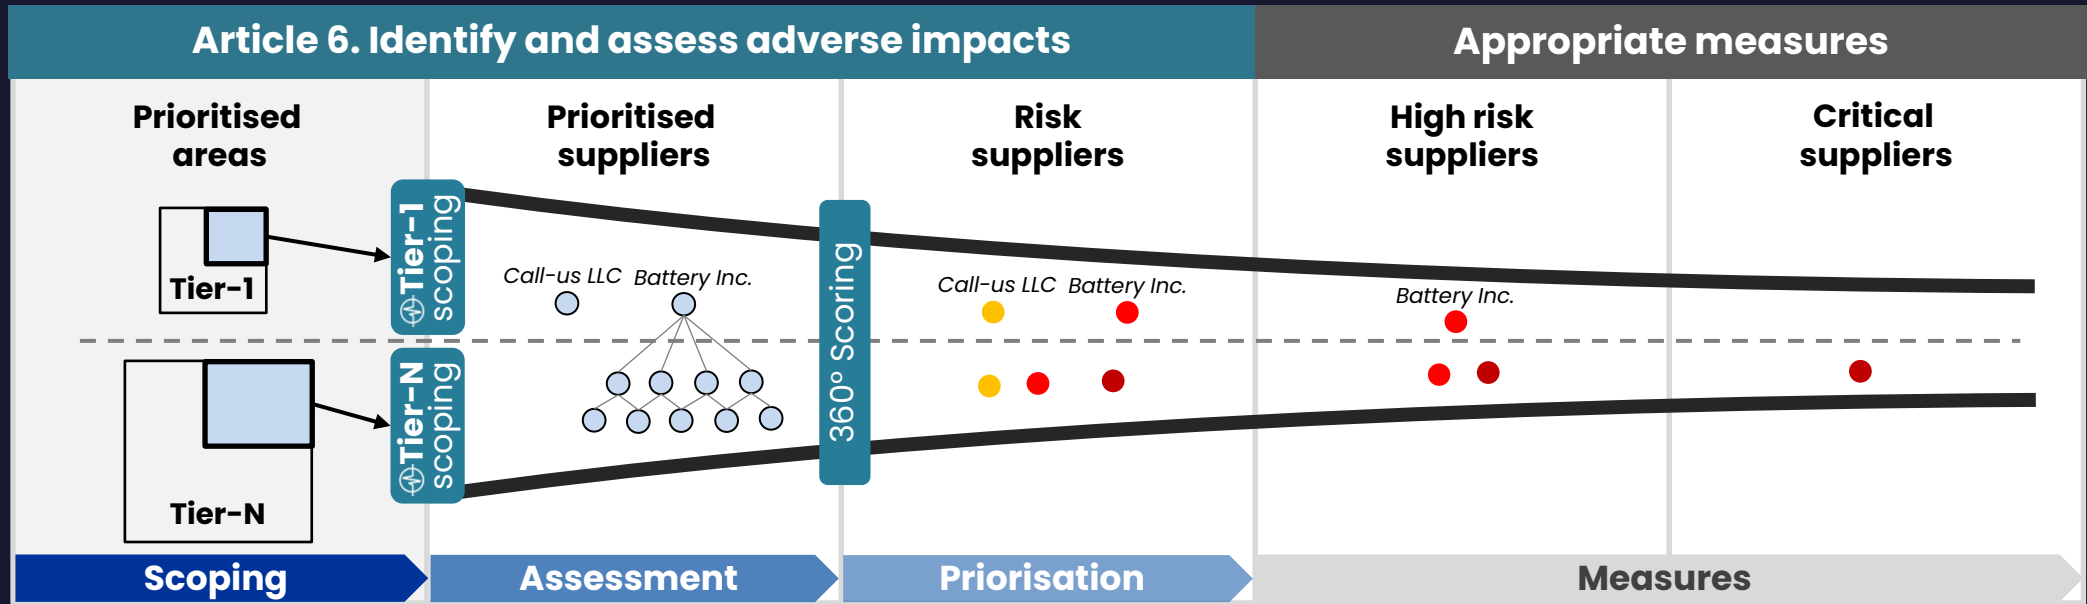 Article 6. Identify and assess adverse impacts
Appropriate measures
Prioritised
areas
Prioritised
suppliers
Risk
suppliers
High risk
suppliers
Critical
suppliers
Tier-1
Tier-N
Tier-1
scoping
Tier-N
scoping
Call-us LLC
Battery Inc.
360° Scoring
Call-us LLC
Battery Inc.
Battery Inc.
Scoping
Assessment
Priorisation
Measures